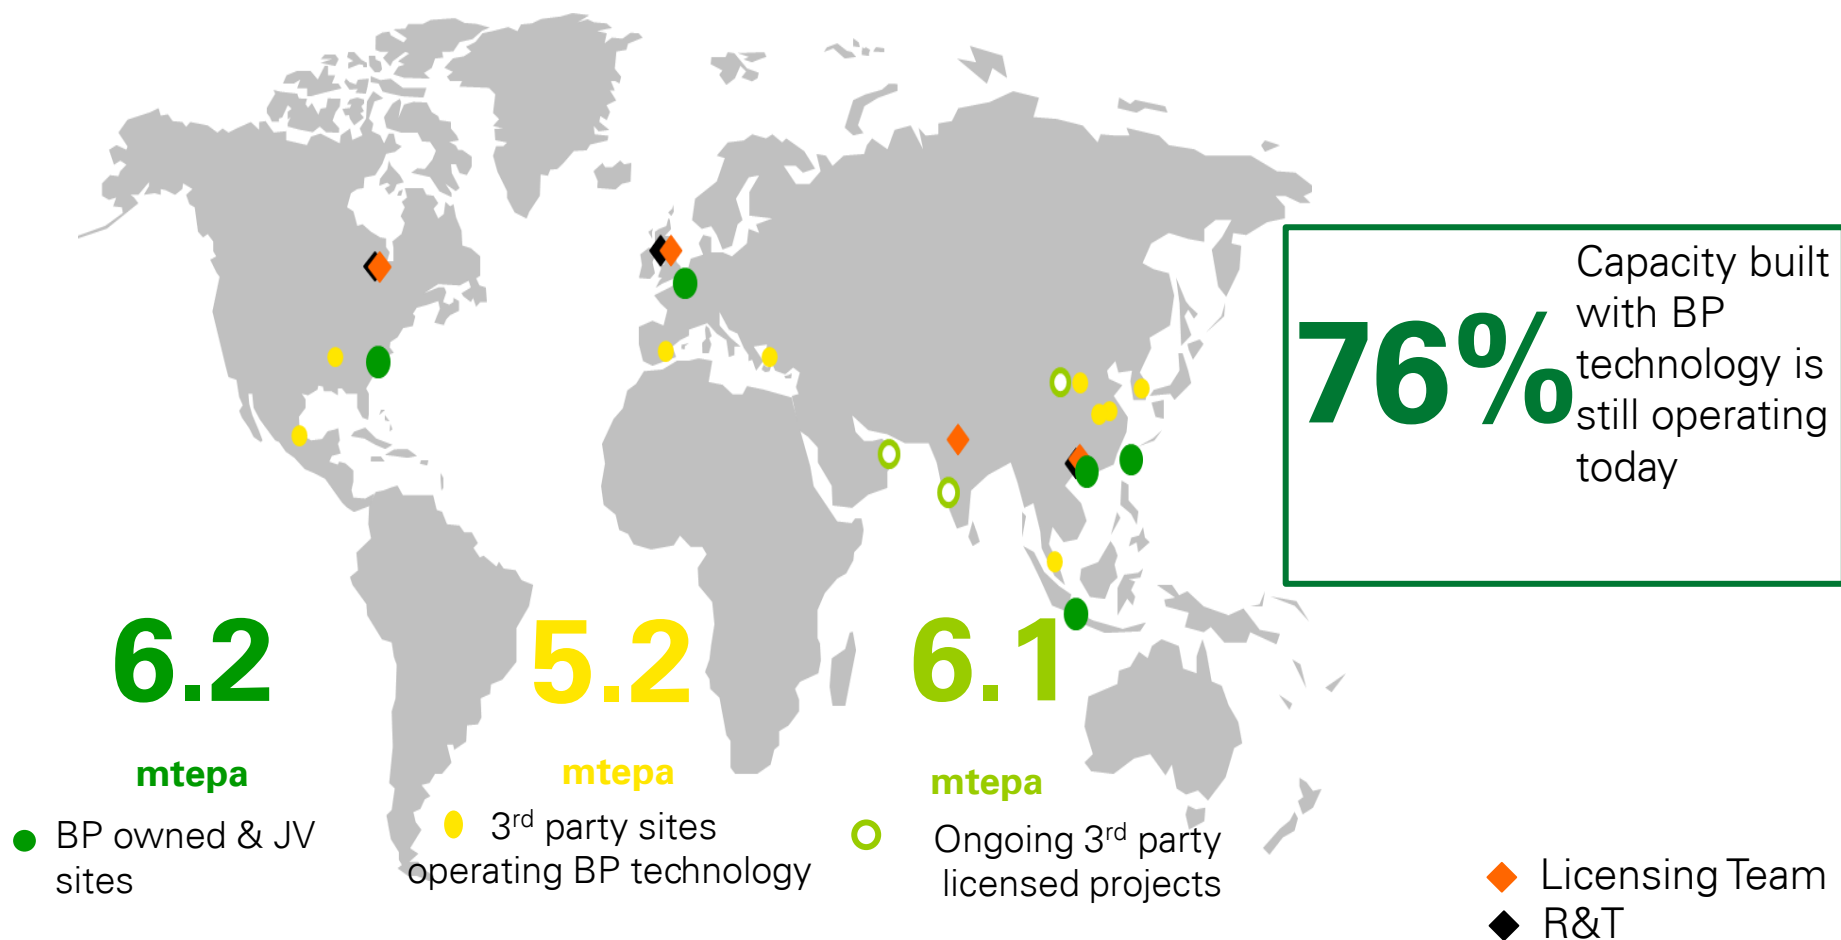 76%
Capacity built
with BP
technology is
still operating
today
6.2
mtepa
BP owned & JV
sites
5.2
mtepa
3rd party sites
operating BP technology
6.1
mtepa
Ongoing 3rd party
licensed projects
Licensing Team
R&T